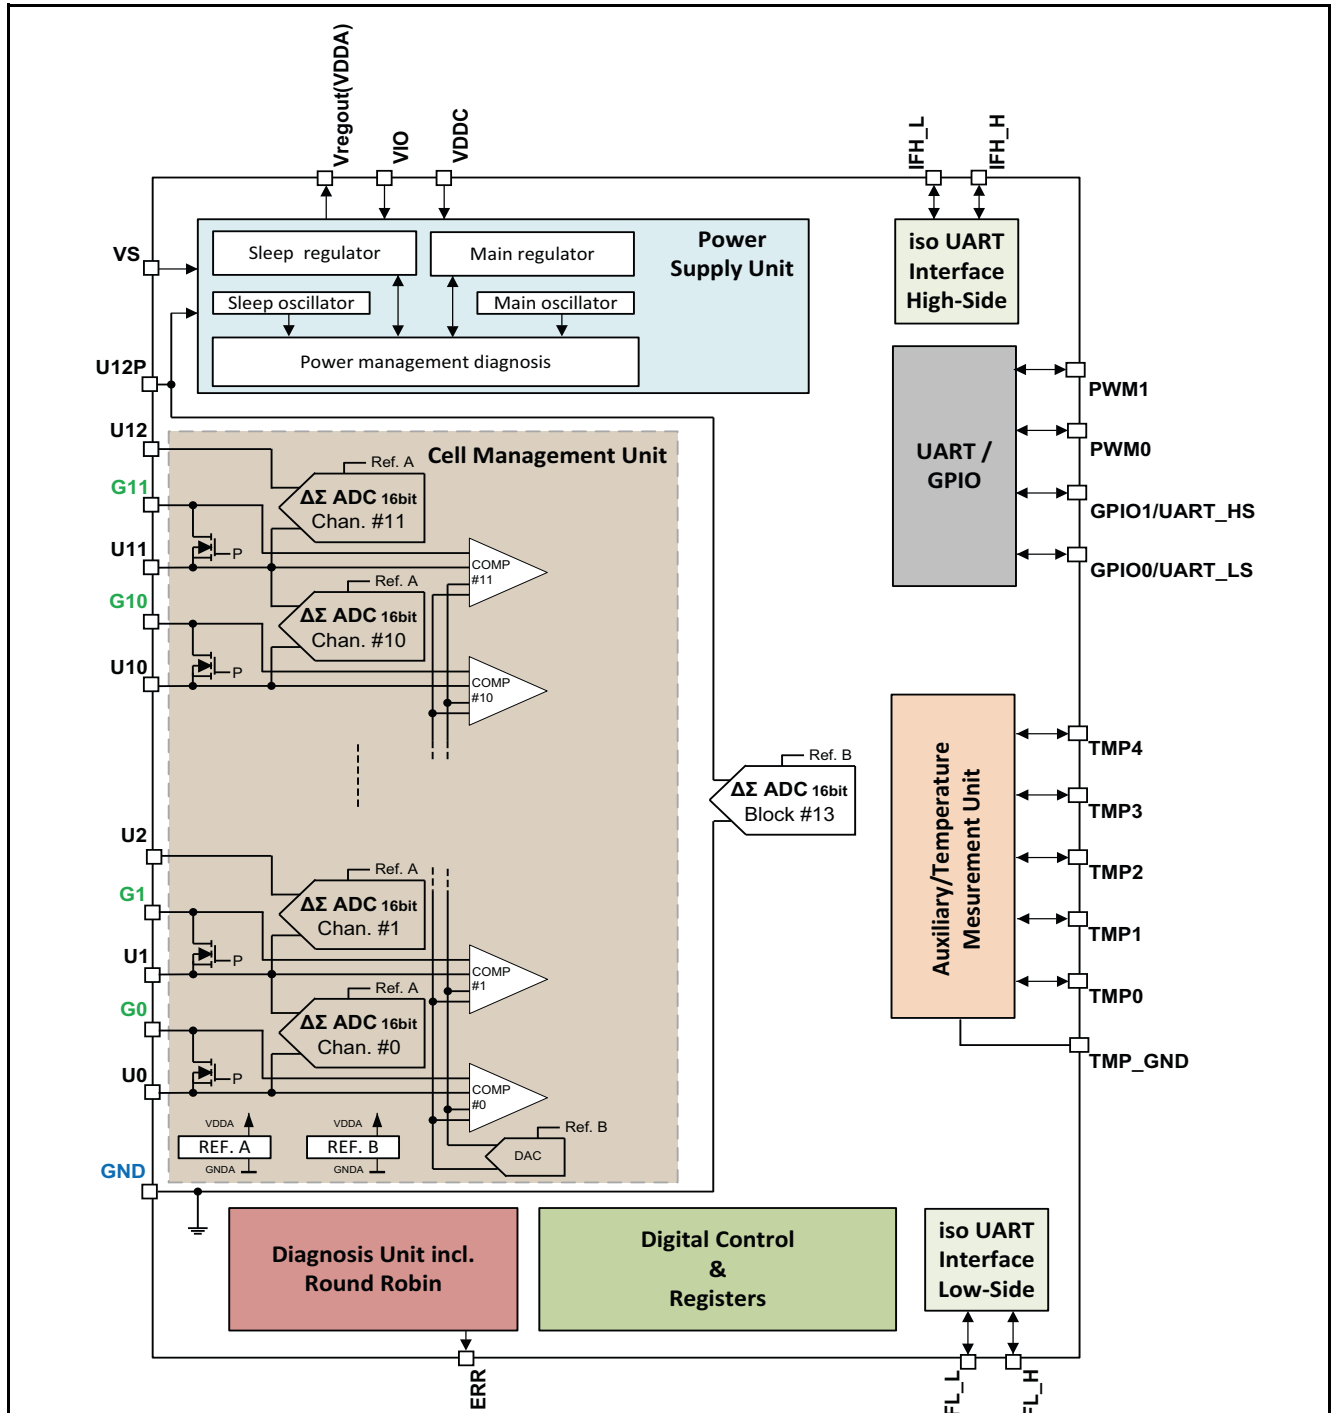 Vregout(VDDA)
VIO
VDDC
IFH_L
IFH_H
VS
Sleep regulator
Main regulator
Power
Supply Unit
Sleep oscillator
Main oscillator
Power management diagnosis
iso UART
Interface
High-Side
U12P
U12
G11
U11
G10
U10
U2
G1
U1
G0
U0
GND
Cell Management Unit
Ref. A
ΔΣ ADC 16bit
Chan. #11
P
COMP
#11
Ref. A
ΔΣ ADC 16bit
Chan. #10
P
COMP
#10
Ref. A
ΔΣ ADC 16bit
Chan. #1
P
COMP
#1
Ref. A
ΔΣ ADC 16bit
Chan. #0
P
COMP
#0
VDDA
REF. A
GNDA
VDDA
REF. B
GNDA
Ref. B
DAC
Ref. B
ΔΣ ADC 16bit
Block #13
UART /
GPIO
PWM1
PWM0
GPIO1/UART_HS
GPIO0/UART_LS
Auxiliary/Temperature
Mesurement Unit
TMP4
TMP3
TMP2
TMP1
TMP0
TMP_GND
Diagnosis Unit incl.
Round Robin
Digital Control
&
Registers
iso UART
Interface
Low-Side
ERR
FL_L
FL_H